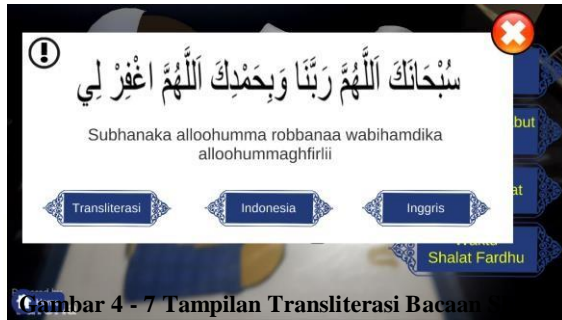 سُبْحَانَكَ اَللَّهُمَّ رَبَّنَا وَبِحَمْدِكَ اَللَّهُمَّ اغْفِرْ لِي
Subhanaka alloohumma robbanaa wabihamdika
alloohummaghfirlii
Transliterasi
Indonesia
Inggris
but
at
Shalat Fardhu
Gambar 4 - 7 Tampilan Transliterasi Bacaan